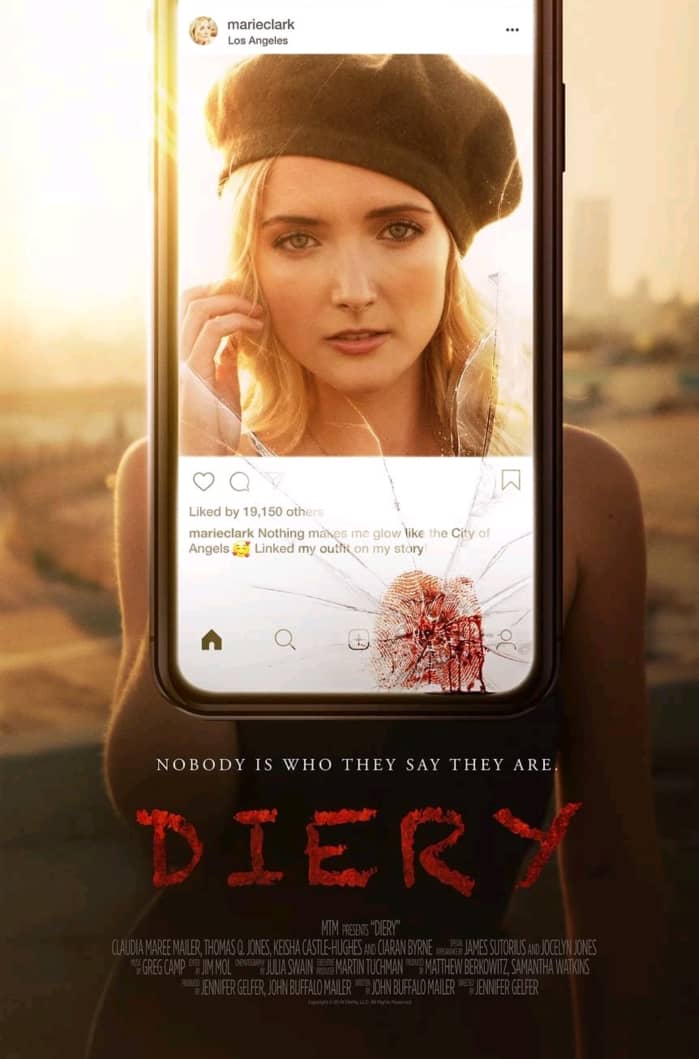 marieclark
Los Angeles
Liked by 19,150 others
marieclark Nothing makes me glow like the City of
Angels 🥰 Linked my outfit on my story
NOBODY IS WHO THEY SAY THEY ARE.
DIERY
MTM PRESENTS "DIERY"
CLAUDIA MAREE MAILER, THOMAS Q. JONES, KEISHA CASTLE-HUGHES AND CIARAN BYRNE SPECIAL APPEARANCES BY JAMES SUTORIUS AND JOCELYN JONES
MUSIC BY GREG CAMP EDITED BY JIM MOL CINEMATOGRAPHY BY JULIA SWAIN EXECUTIVE PRODUCER MARTIN TUCHMAN PRODUCED BY MATTHEW BERKOWITZ, SAMANTHA WATKINS
PRODUCED BY JENNIFER GELFER, JOHN BUFFALO MAILER WRITTEN BY JOHN BUFFALO MAILER DIRECTED BY JENNIFER GELFER
All Rights Reserved